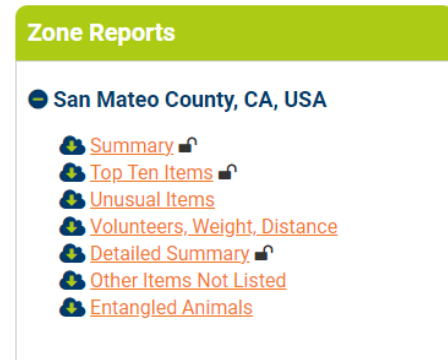 Zone Reports
San Mateo County, CA, USA
Summary
Top Ten Items
Unusual Items
Volunteers, Weight, Distance
Detailed Summary
Other Items Not Listed
Entangled Animals